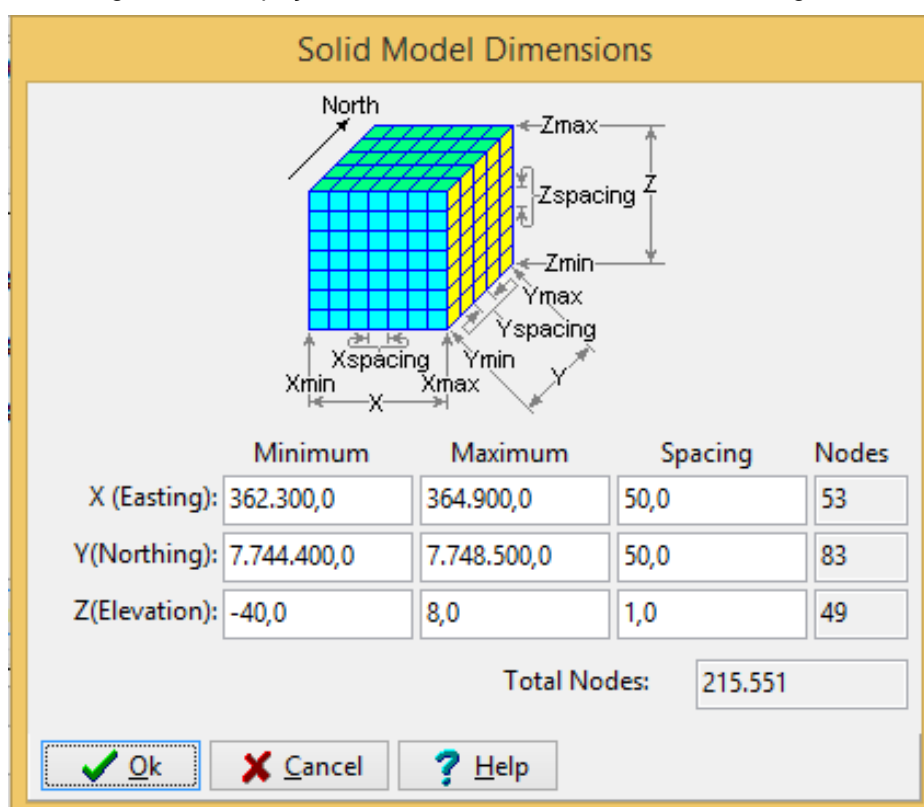 Solid Model Dimensions
North
Zmax
Zspacing
Z
Zmin
Ymax
Yspacing
Xspacing
Ymin
Xmin
Xmax
Y
X
Minimum Maximum Spacing Nodes
X (Easting): 362.300,0 364.900,0 50,0 53
Y(Northing): 7.744.400,0 7.748.500,0 50,0 83
Z(Elevation): -40,0 8,0 1,0 49
Total Nodes: 215.551
Ok Cancel ? Help